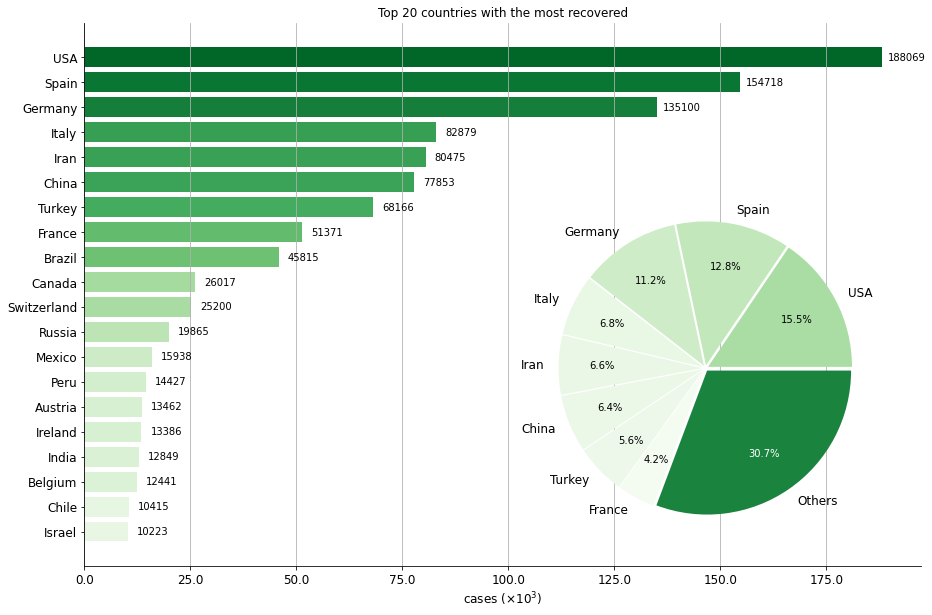 Top 20 countries with the most recovered
USA 188069
Spain 154718
Germany 135100
Italy 82879
Iran 80475
China 77853
Turkey 68166
France 51371
Brazil 45815
Canada 26017
Switzerland 25200
Russia 19865
Mexico 15938
Peru 14427
Austria 13462
Ireland 13386
India 12849
Belgium 12441
Chile 10415
Israel 10223
0.0 25.0 50.0 75.0 100.0 125.0 150.0 175.0
cases (×10³)
USA 15.5%
Spain 12.8%
Germany 11.2%
Italy 6.8%
Iran 6.6%
China 6.4%
Turkey 5.6%
France 4.2%
Others 30.7%